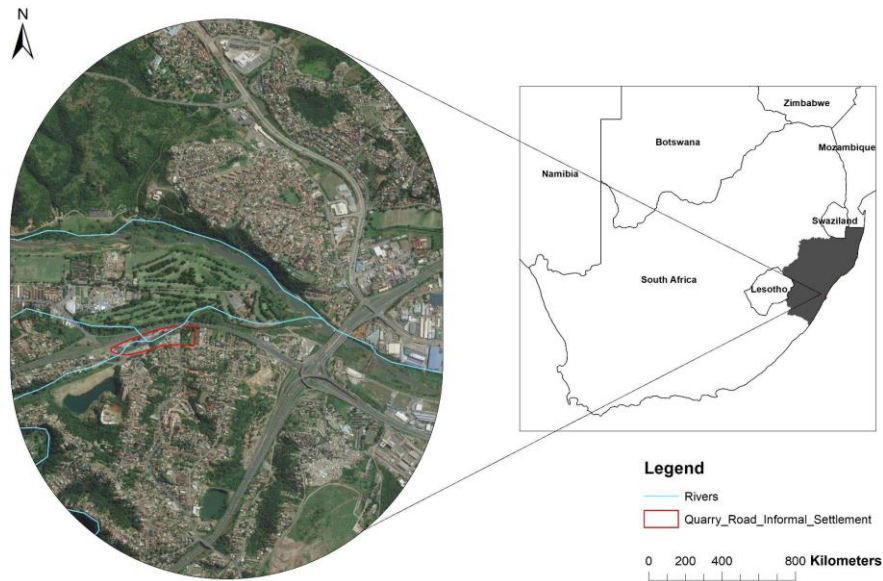 N
Zimbabwe
Mozambique
Botswana
Namibia
Swaziland
South Africa
Lesotho
Legend
Rivers
Quarry_Road_Informal_Settlement
0 200 400 800 Kilometers